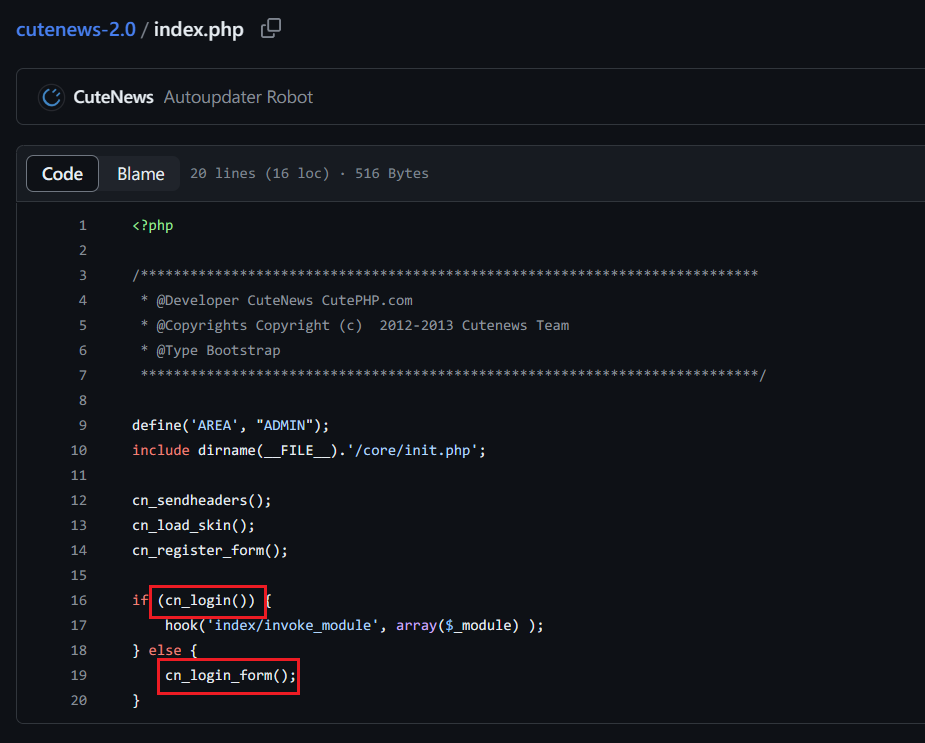 cutenews-2.0 / index.php
CuteNews Autoupdater Robot
Code Blame 20 lines (16 loc) · 516 Bytes
1 <?php
2
3 /***************************************************************************
4 * @Developer CuteNews CutePHP.com
5 * @Copyrights Copyright (c)  2012-2013 Cutenews Team
6 * @Type Bootstrap
7 ***************************************************************************/
8
9 define('AREA', "ADMIN");
10 include dirname(__FILE__).'/core/init.php';
11
12 cn_sendheaders();
13 cn_load_skin();
14 cn_register_form();
15
16 if (cn_login()) {
17 hook('index/invoke_module', array($_module) );
18 } else {
19 cn_login_form();
20 }